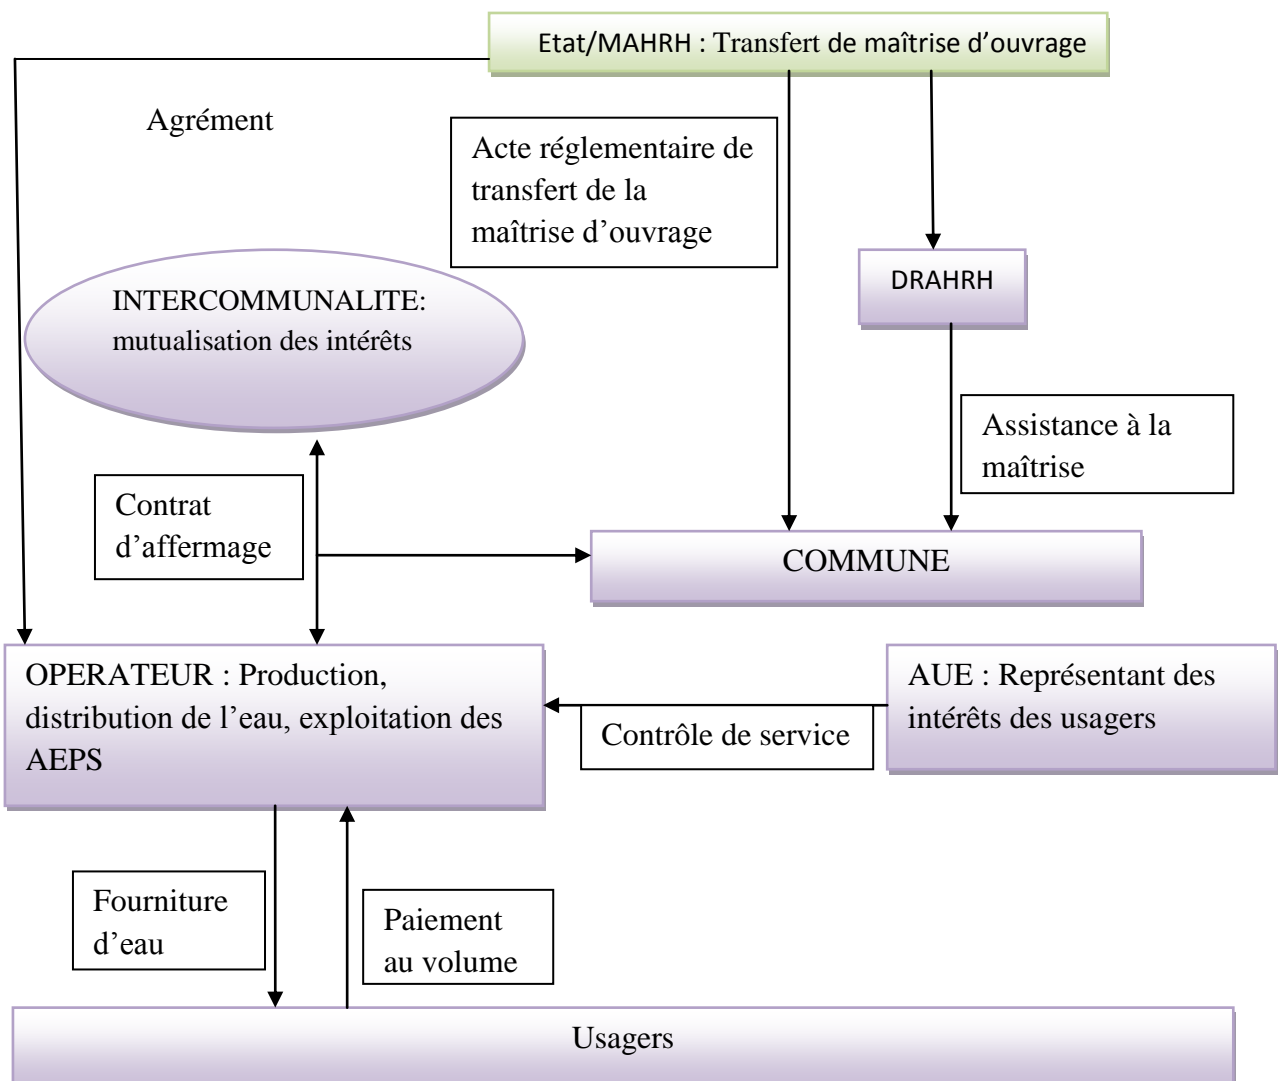 Etat/MAHRH : Transfert de maîtrise d’ouvrage
Agrément
Acte réglementaire de
transfert de la
maîtrise d’ouvrage
DRAHRH
INTERCOMMUNALITE:
mutualisation des intérêts
Assistance à la
maîtrise
Contrat
d’affermage
COMMUNE
OPERATEUR : Production,
distribution de l’eau, exploitation des
AEPS
AUE : Représentant des
intérêts des usagers
Contrôle de service
Fourniture
d’eau
Paiement
au volume
Usagers